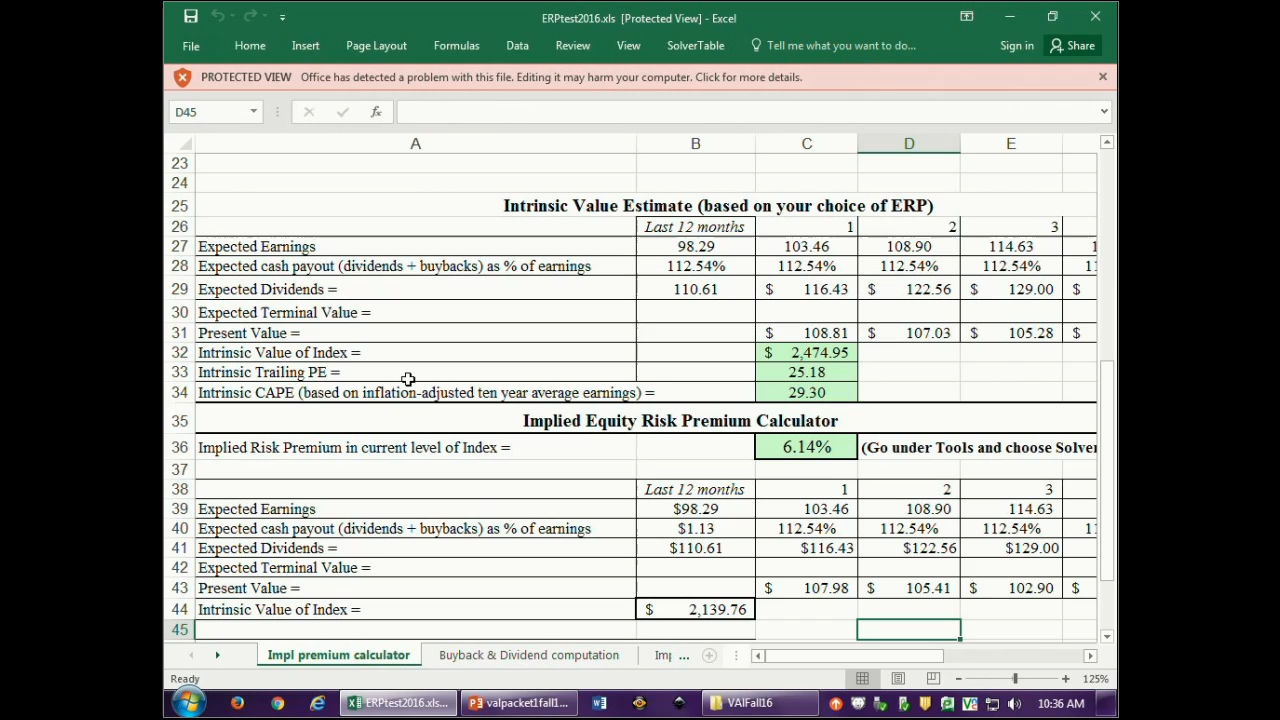 ERPtest2016.xls [Protected View] - Excel
File Home Insert Page Layout Formulas Data Review View SolverTable Tell me what you want to do... Sign in Share
PROTECTED VIEW Office has detected a problem with this file. Editing it may harm your computer. Click for more details.
D45 fx
A B C D E
23
24
25 Intrinsic Value Estimate (based on your choice of ERP)
26 Last 12 months 1 2 3
27 Expected Earnings 98.29 103.46 108.90 114.63 1
28 Expected cash payout (dividends + buybacks) as % of earnings 112.54% 112.54% 112.54% 112.54% 11
29 Expected Dividends = 110.61 $ 116.43 $ 122.56 $ 129.00 $
30 Expected Terminal Value =
31 Present Value = $ 108.81 $ 107.03 $ 105.28 $
32 Intrinsic Value of Index = $ 2,474.95
33 Intrinsic Trailing PE = 25.18
34 Intrinsic CAPE (based on inflation-adjusted ten year average earnings) = 29.30
35 Implied Equity Risk Premium Calculator
36 Implied Risk Premium in current level of Index = 6.14% (Go under Tools and choose Solver
37
38 Last 12 months 1 2 3
39 Expected Earnings $98.29 103.46 108.90 114.63
40 Expected cash payout (dividends + buybacks) as % of earnings $1.13 112.54% 112.54% 112.54% 11
41 Expected Dividends = $110.61 $116.43 $122.56 $129.00
42 Expected Terminal Value =
43 Present Value = $ 107.98 $ 105.41 $ 102.90 $
44 Intrinsic Value of Index = $ 2,139.76
45
Impl premium calculator Buyback & Dividend computation Imp ...
Ready 125%
ERPtest2016.xls... valpacket1fall1... VAlFall16 10:36 AM